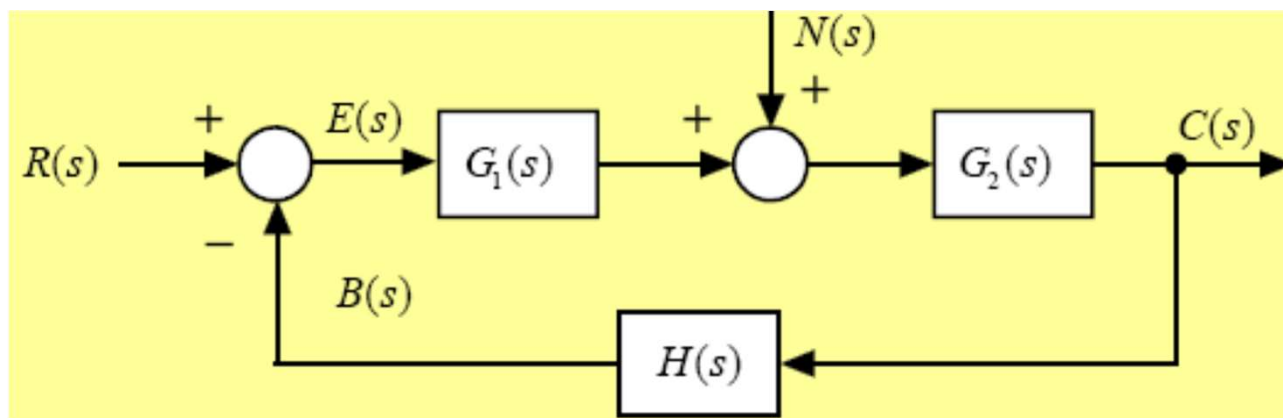 N(s)
+
+
+
E(s)
C(s)
R(s)
G₁(s)
G₂(s)
−
B(s)
H(s)